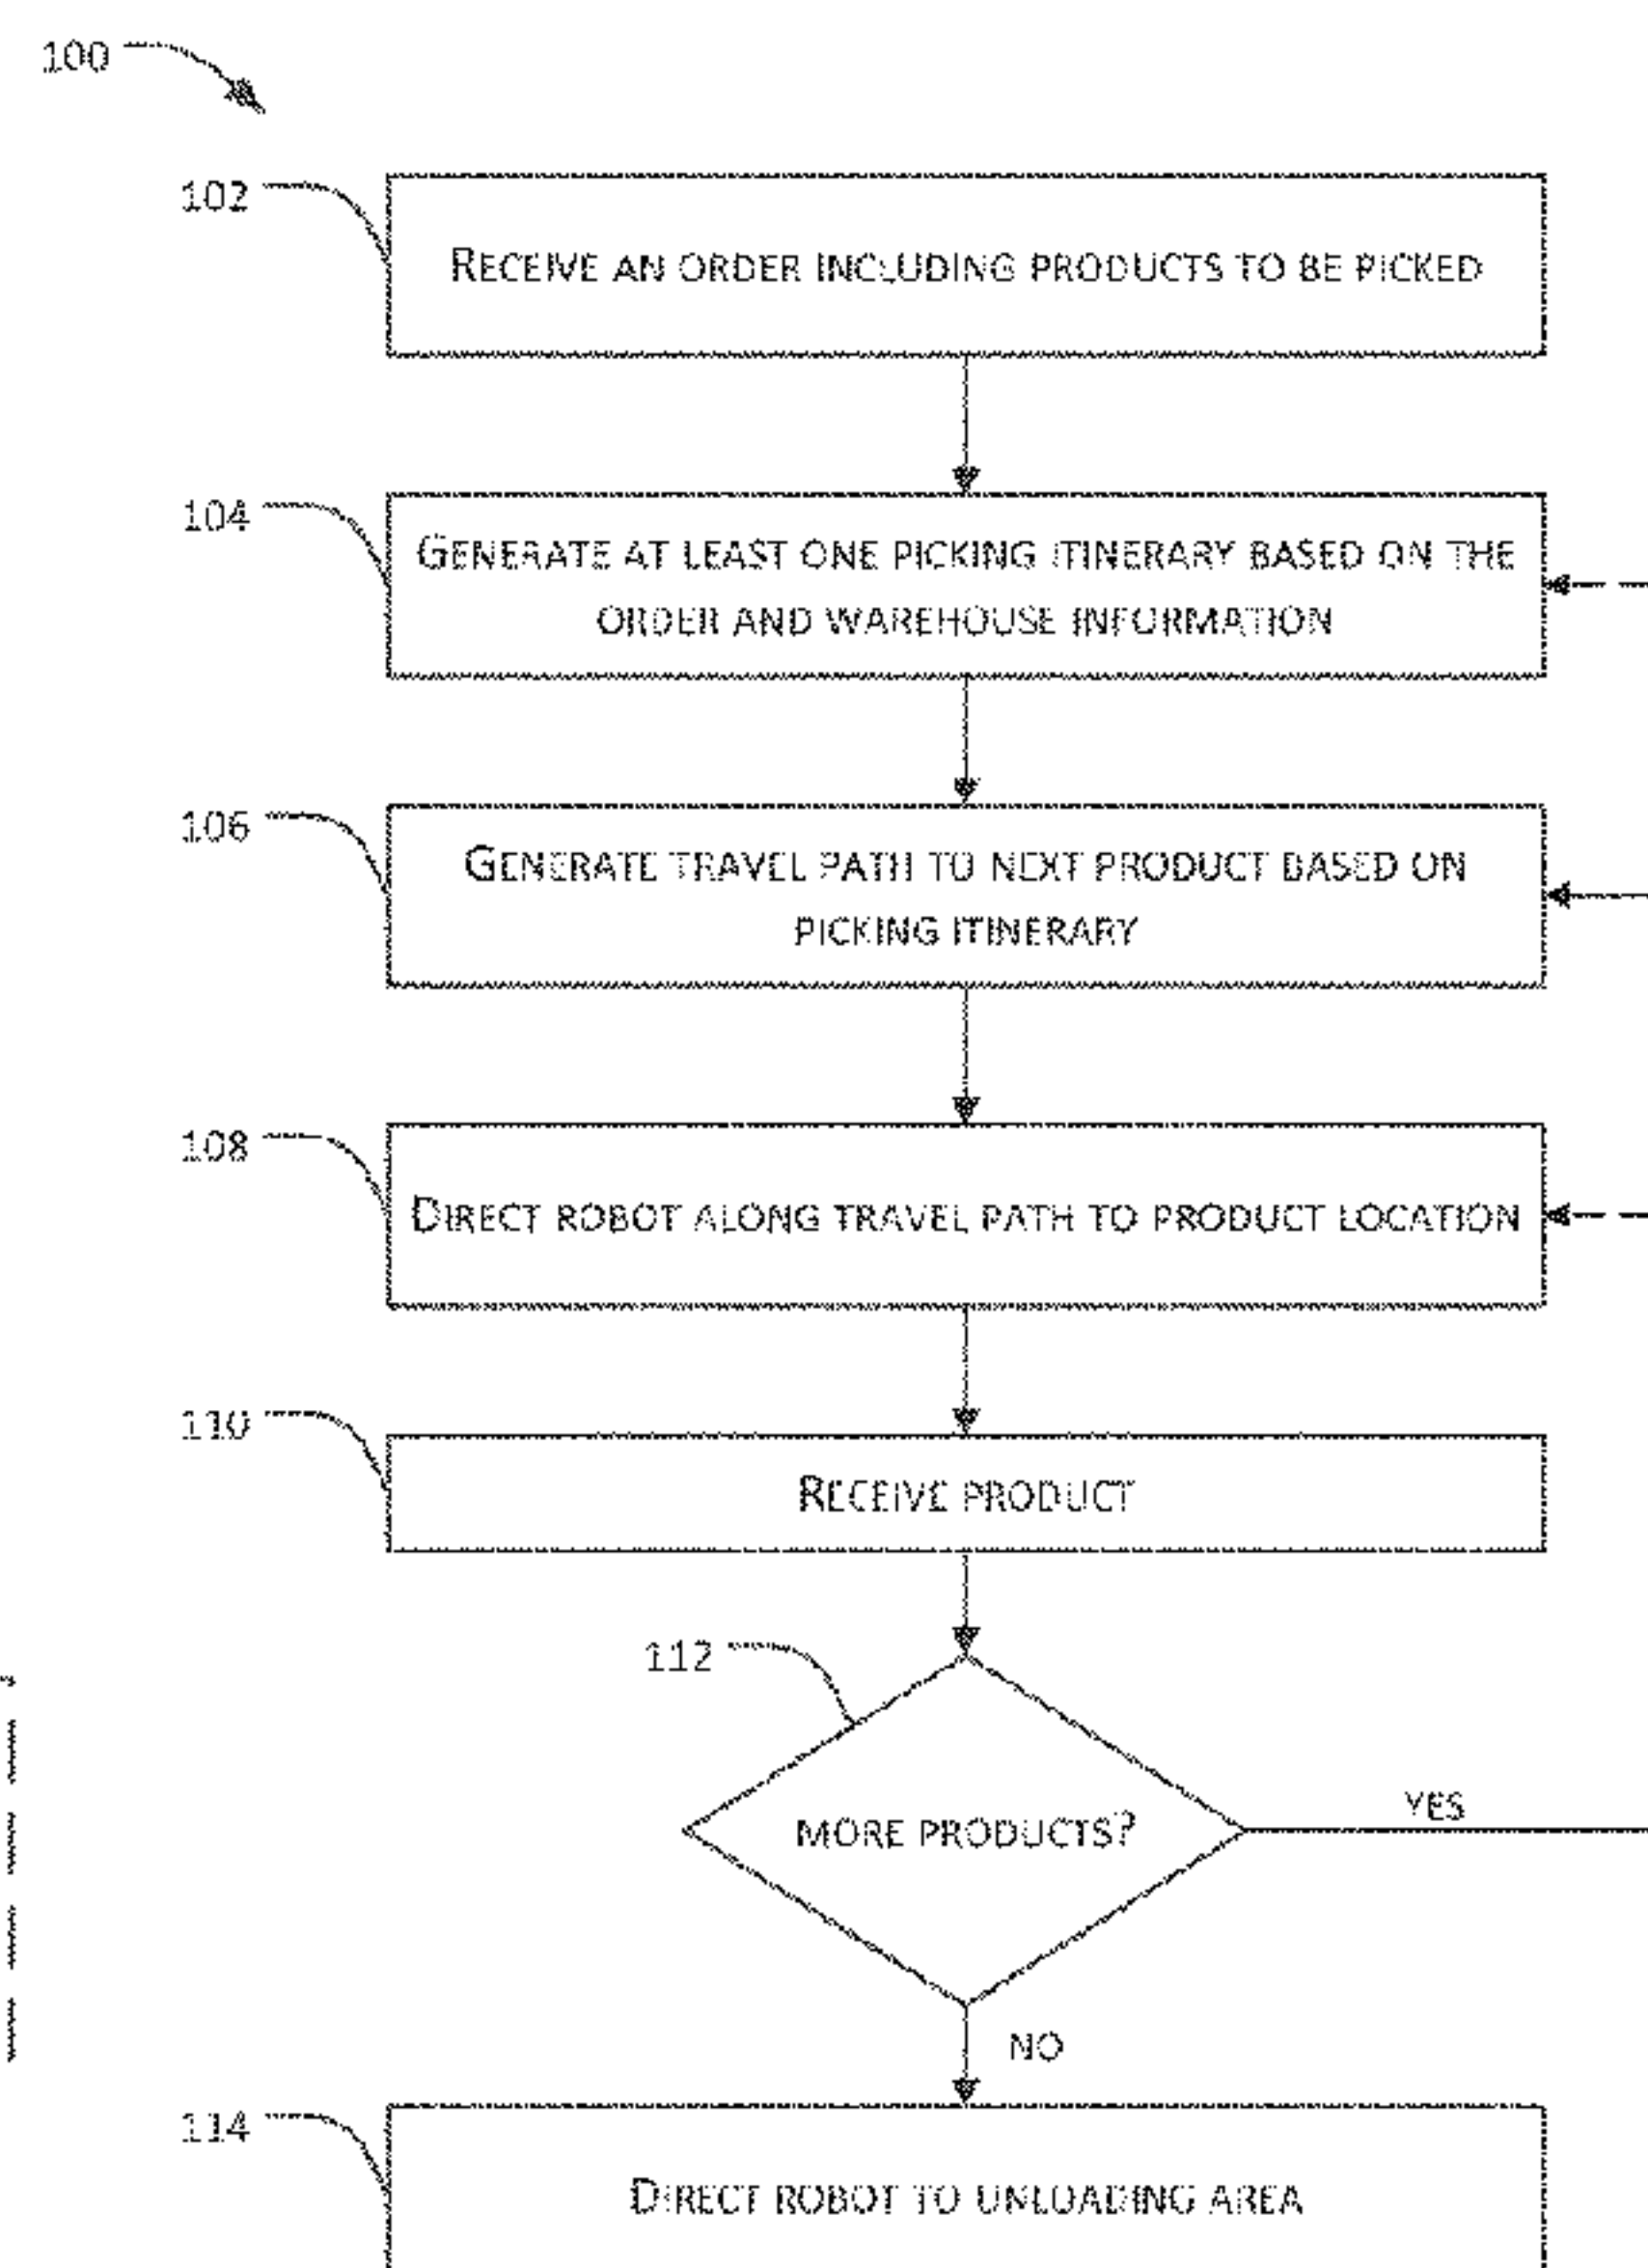 100
102
RECEIVE AN ORDER INCLUDING PRODUCTS TO BE PICKED
104
GENERATE AT LEAST ONE PICKING ITINERARY BASED ON THE
ORDER AND WAREHOUSE INFORMATION
106
GENERATE TRAVEL PATH TO NEXT PRODUCT BASED ON
PICKING ITINERARY
108
DIRECT ROBOT ALONG TRAVEL PATH TO PRODUCT LOCATION
110
RECEIVE PRODUCT
112
MORE PRODUCTS?
YES
NO
114
DIRECT ROBOT TO UNLOADING AREA